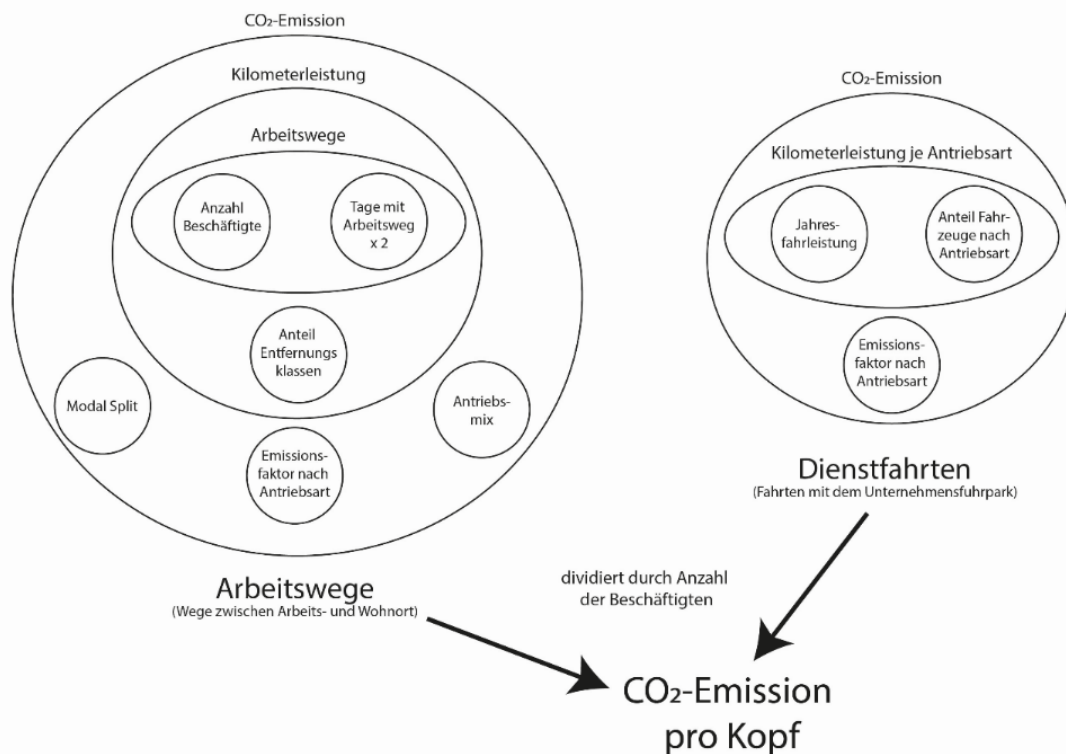 CO₂-Emission
Kilometerleistung
Arbeitswege
Anzahl
Beschäftigte
Tage mit
Arbeitsweg
x 2
Anteil
Entfernungs
klassen
Modal Split
Antriebs-
mix
Emissions-
faktor nach
Antriebsart
Arbeitswege
(Wege zwischen Arbeits- und Wohnort)
CO₂-Emission
Kilometerleistung je Antriebsart
Jahres-
fahrleistung
Anteil Fahr-
zeuge nach
Antriebsart
Emissions-
faktor nach
Antriebsart
Dienstfahrten
(Fahrten mit dem Unternehmensfuhrpark)
dividiert durch Anzahl
der Beschäftigten
CO₂-Emission
pro Kopf